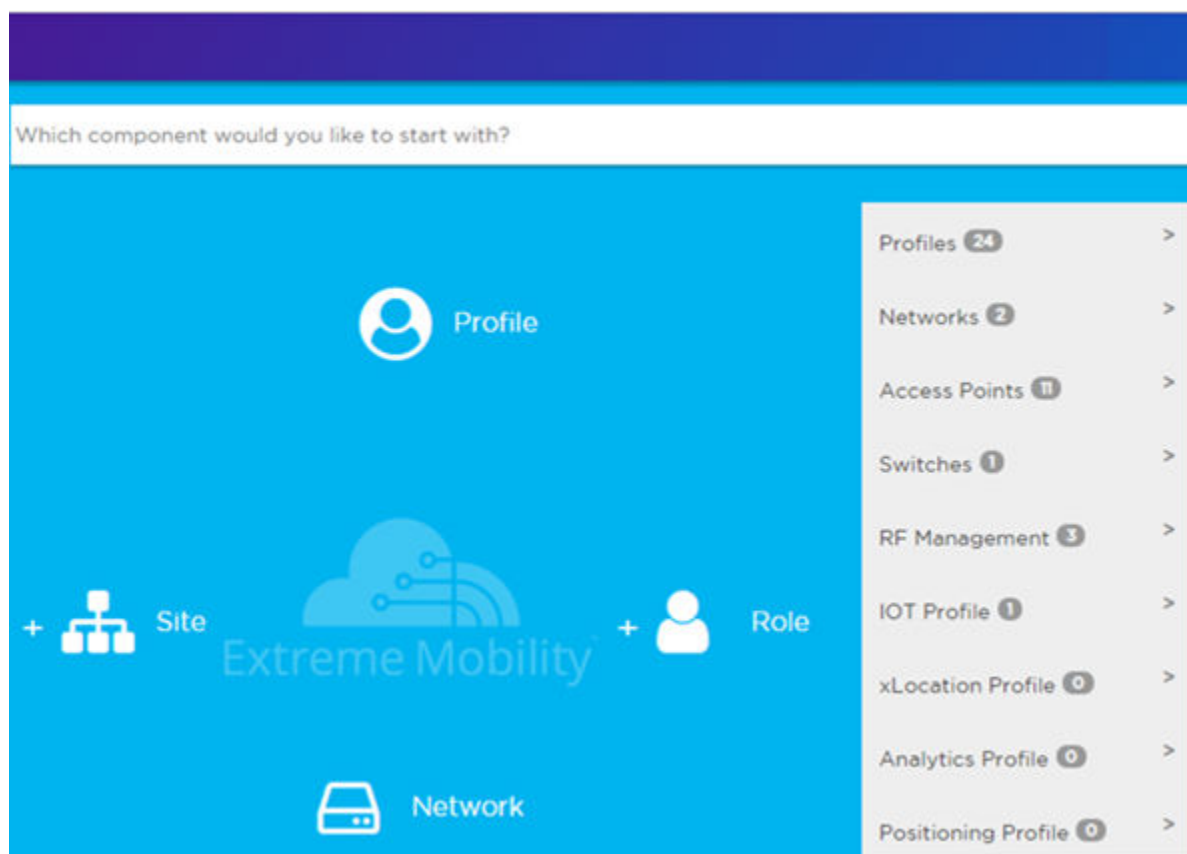 Which component would you like to start with?
Profile
+ Site
Extreme Mobility
+ Role
Network
Profiles 24 >
Networks 2 >
Access Points 11 >
Switches 1 >
RF Management 3 >
IOT Profile 1 >
xLocation Profile 0 >
Analytics Profile 0 >
Positioning Profile 0 >